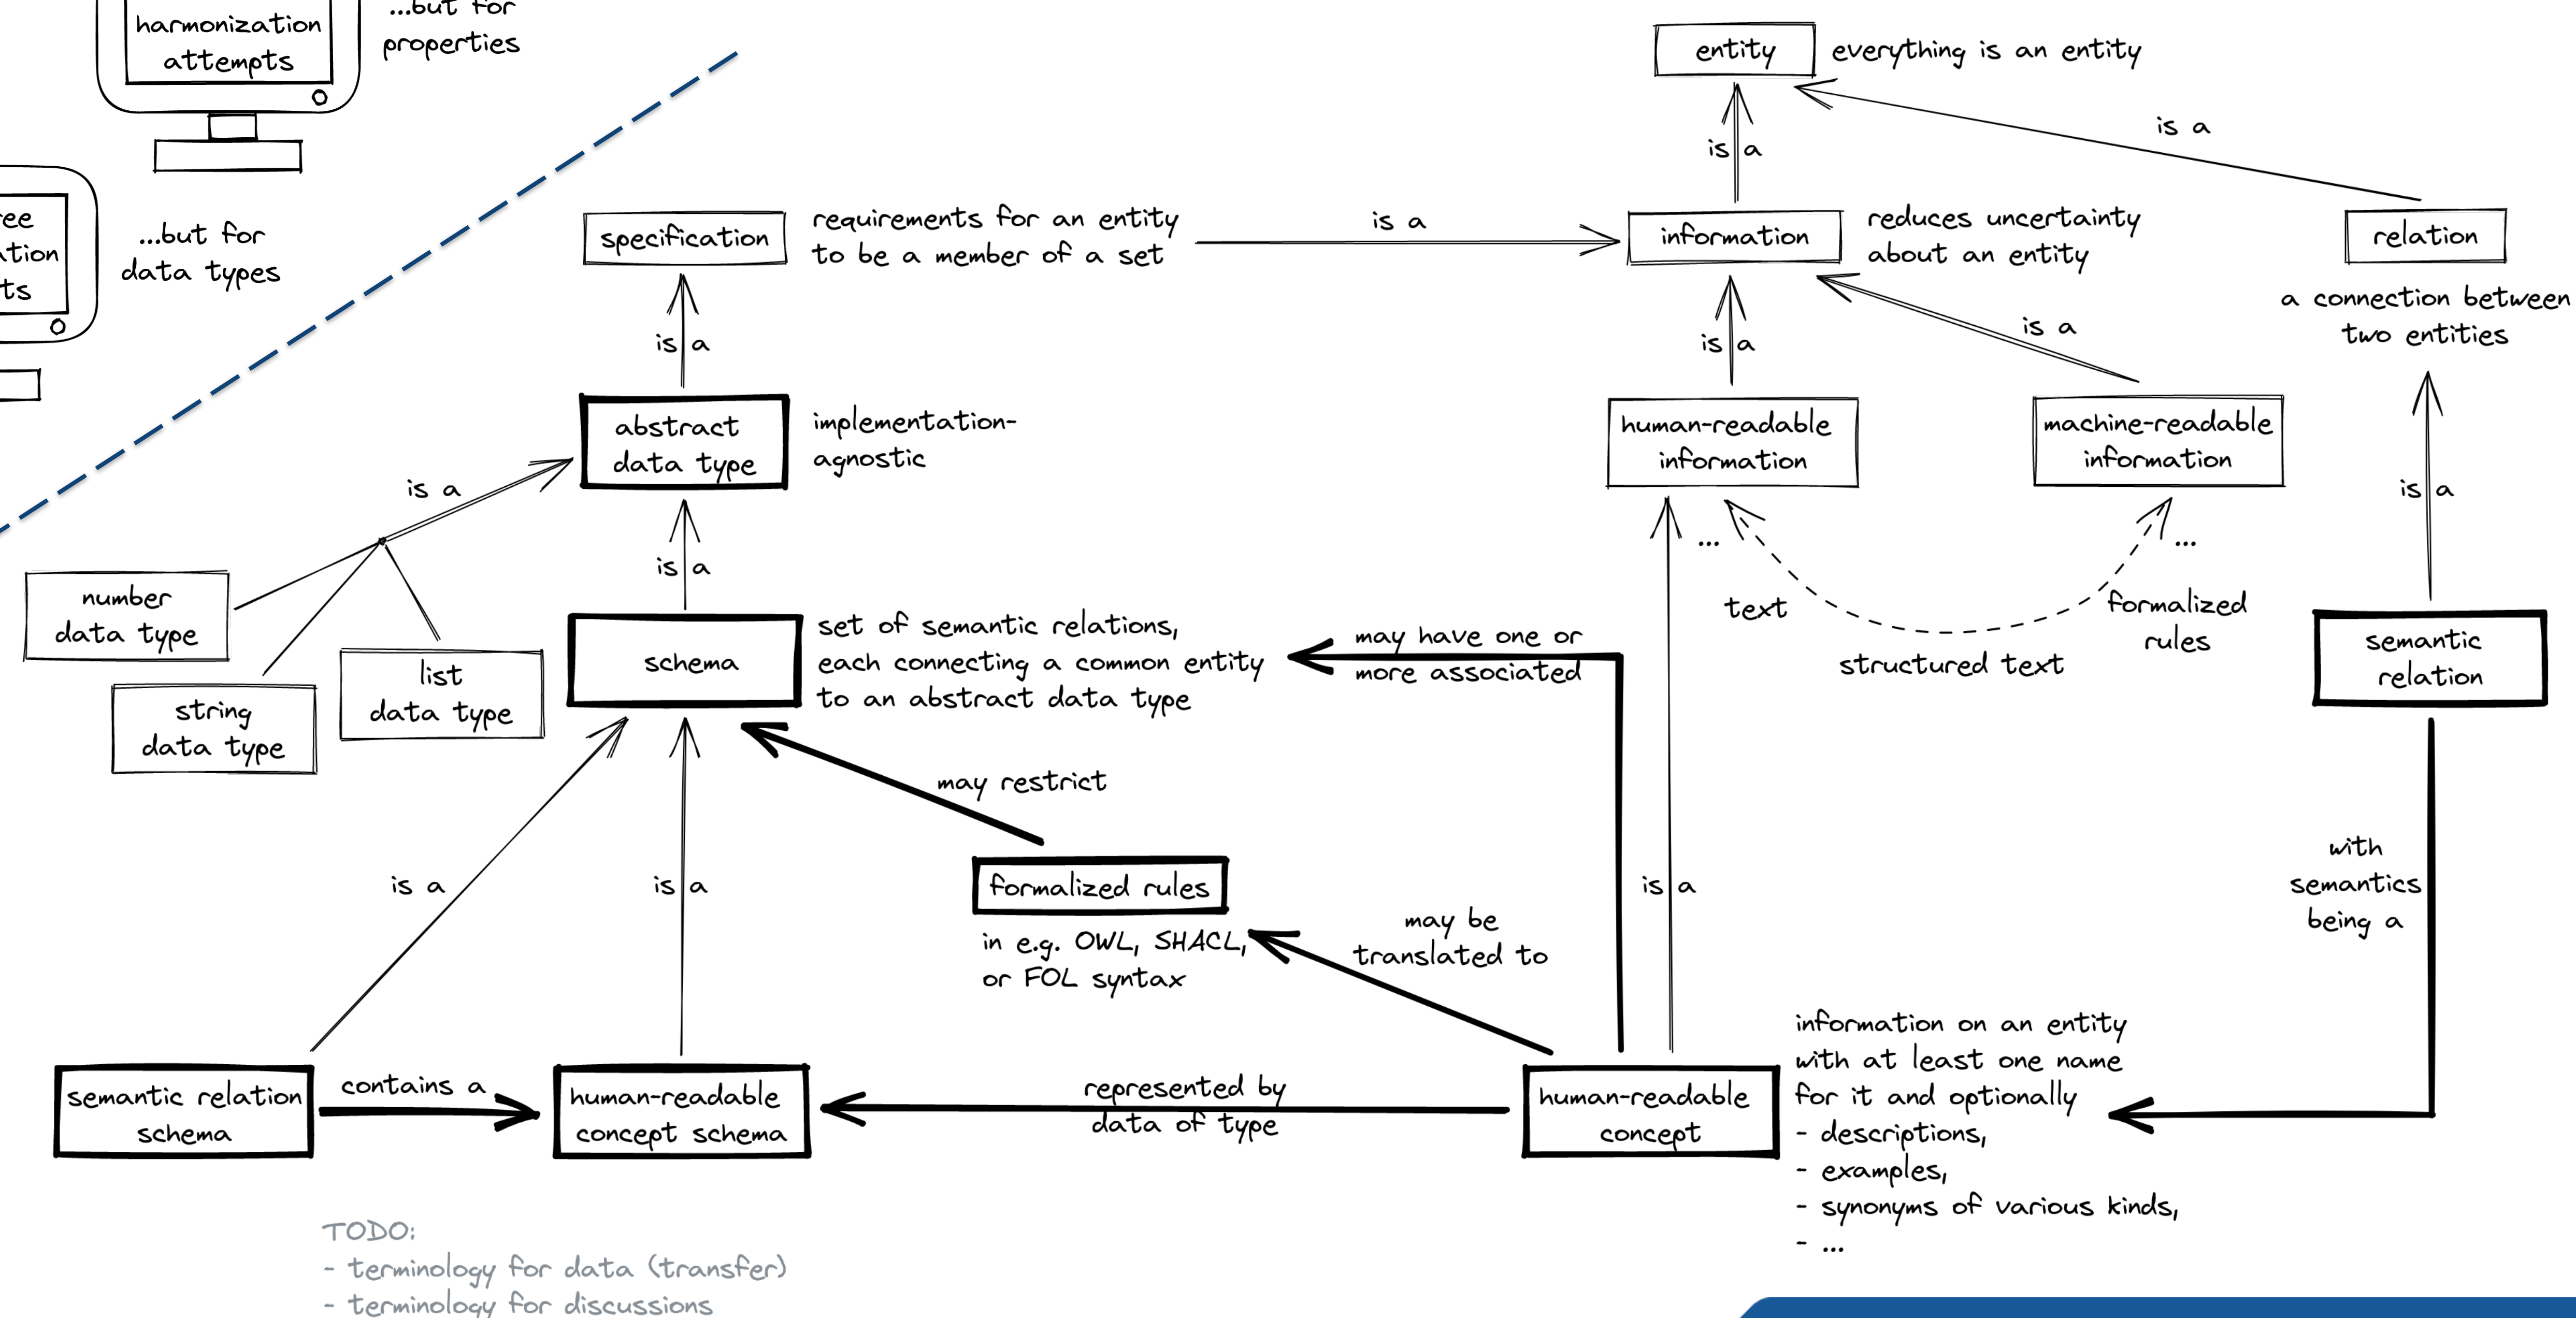 ...but for
properties
harmonization
attempts
...but for
data types
ree
ation
ts
entity
everything is an entity
is a
is a
specification
requirements for an entity
to be a member of a set
is a
information
reduces uncertainty
about an entity
relation
a connection between
two entities
is a
is a
is a
abstract
data type
implementation-
agnostic
human-readable
information
machine-readable
information
is a
is a
is a
...
...
number
data type
string
data type
list
data type
schema
set of semantic relations,
each connecting a common entity
to an abstract data type
may have one or
more associated
text
structured text
formalized
rules
semantic
relation
may restrict
is a
is a
formalized rules
in e.g. OWL, SHACL,
or FOL syntax
may be
translated to
is a
with
semantics
being a
semantic relation
schema
contains a
human-readable
concept schema
represented by
data of type
human-readable
concept
information on an entity
with at least one name
for it and optionally
- descriptions,
- examples,
- synonyms of various kinds,
- ...
TODO:
- terminology for data (transfer)
- terminology for discussions